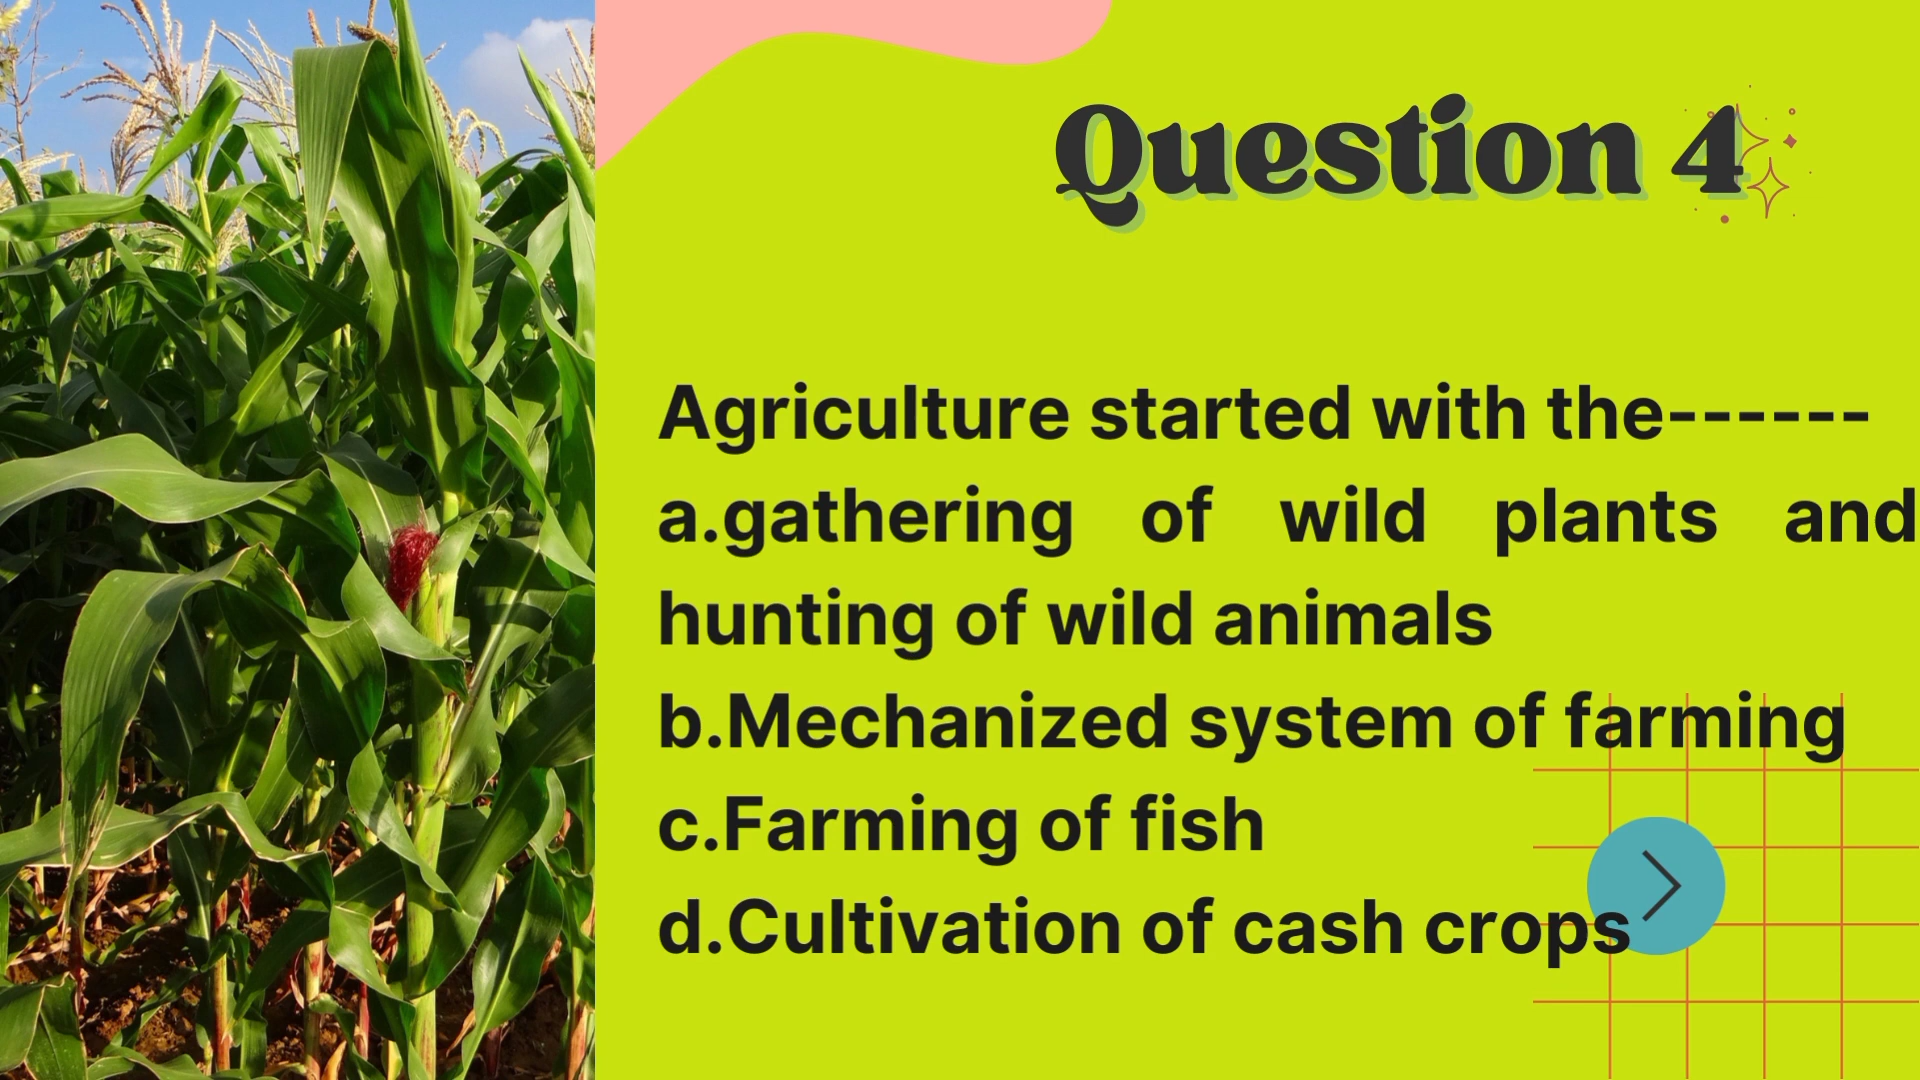 Question 4
Agriculture started with the------
a.gathering of wild plants and
hunting of wild animals
b.Mechanized system of farming
c.Farming of fish
d.Cultivation of cash crops